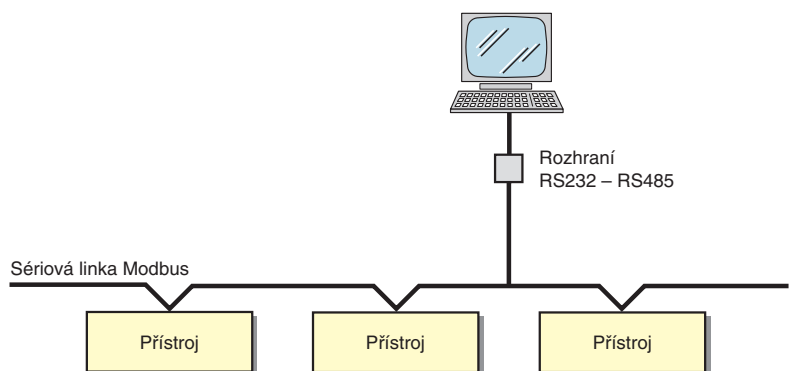 Rozhraní
RS232 – RS485
Sériová linka Modbus
Přístroj
Přístroj
Přístroj